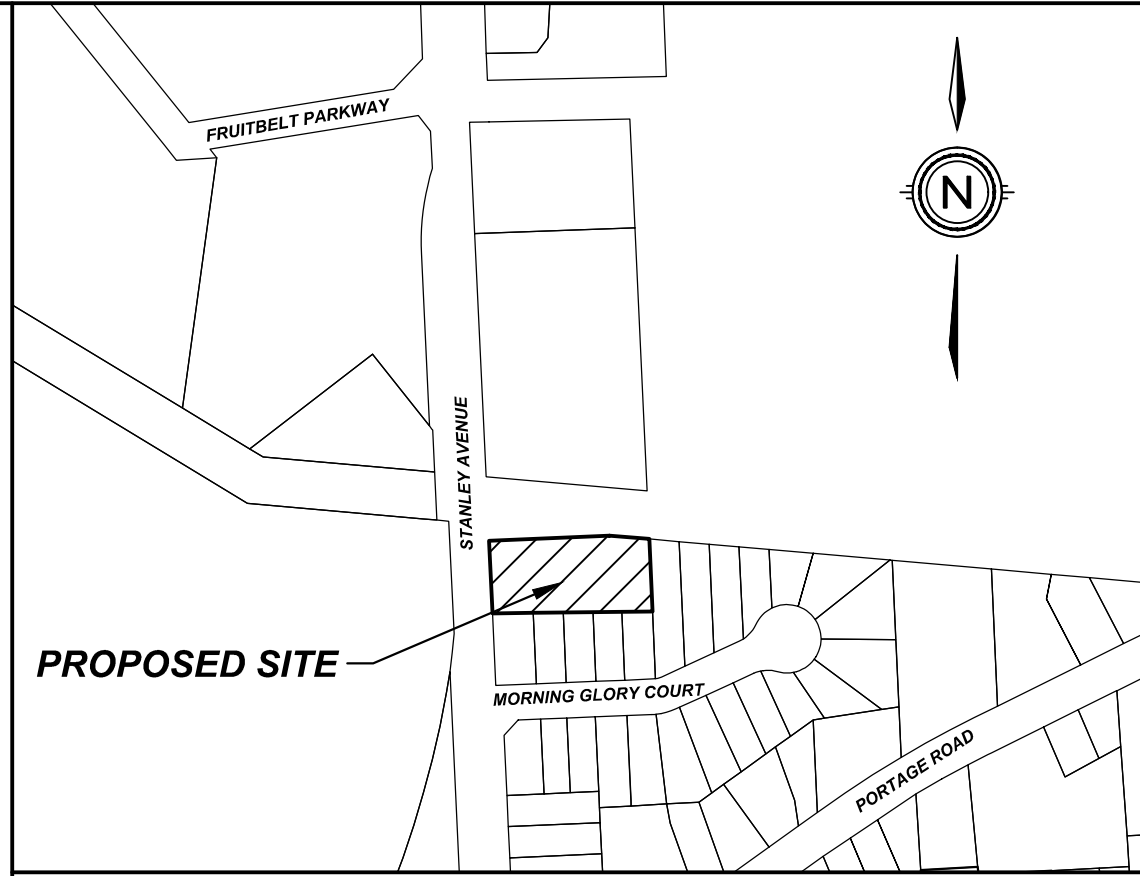 FRUITBELT PARKWAY
N
STANLEY AVENUE
PROPOSED SITE
MORNING GLORY COURT
PORTAGE ROAD